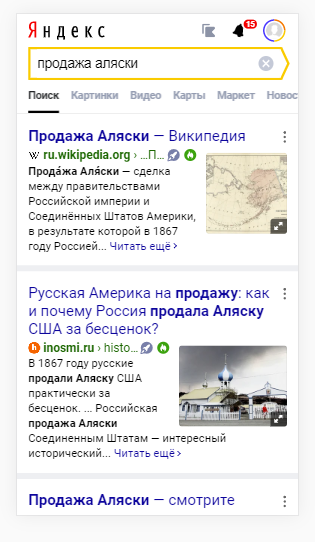 Яндекс
15
продажа аляски
Поиск Картинки Видео Карты Маркет Новос
Продажа Аляски — Википедия
ru.wikipedia.org › ...П...
Прода́жа Аля́ски — сделка
между правительствами
Российской империи и
Соединённых Штатов Америки,
в результате которой в 1867
году Россией... Читать ещё ›
Русская Америка на продажу: как
и почему Россия продала Аляску
США за бесценок?
inosmi.ru › histo...
В 1867 году русские
продали Аляску США
практически за
бесценок. ... Российская
продажа Аляски
Соединенным Штатам — интересный
исторический... Читать ещё ›
Продажа Аляски — смотрите